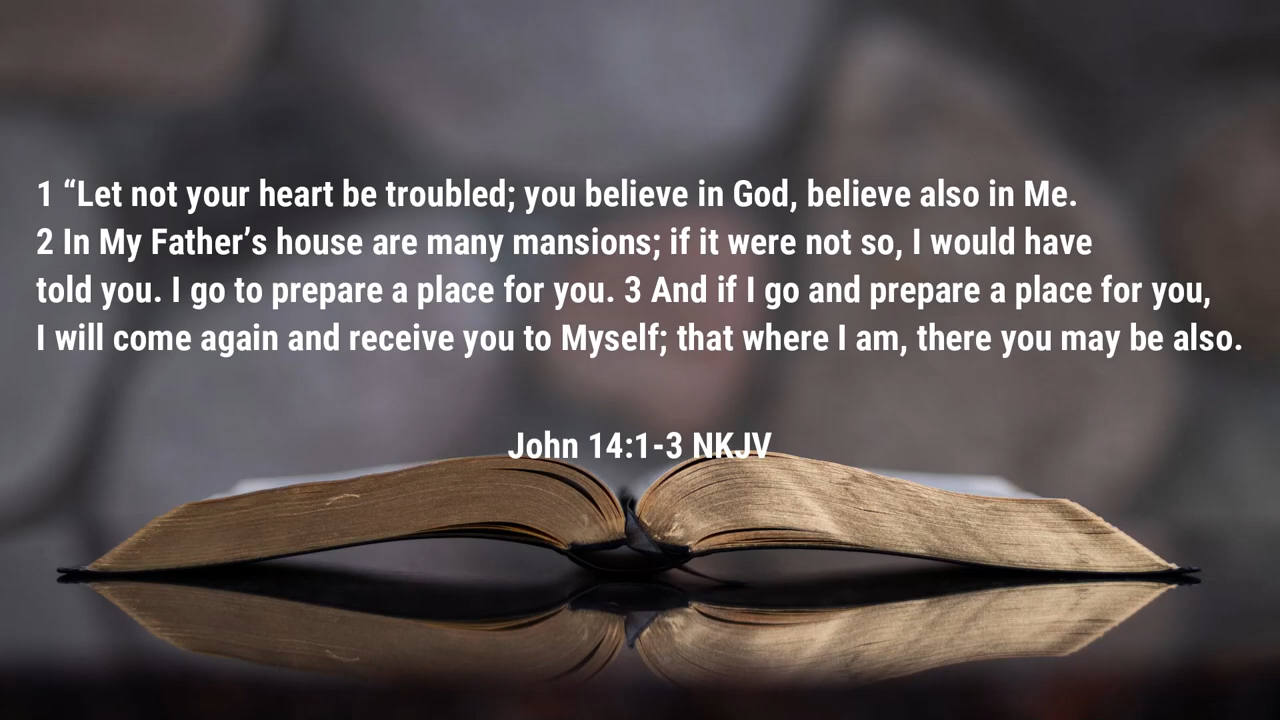 1 “Let not your heart be troubled; you believe in God, believe also in Me.
2 In My Father’s house are many mansions; if it were not so, I would have
told you. I go to prepare a place for you. 3 And if I go and prepare a place for you,
I will come again and receive you to Myself; that where I am, there you may be also.
John 14:1-3 NKJV